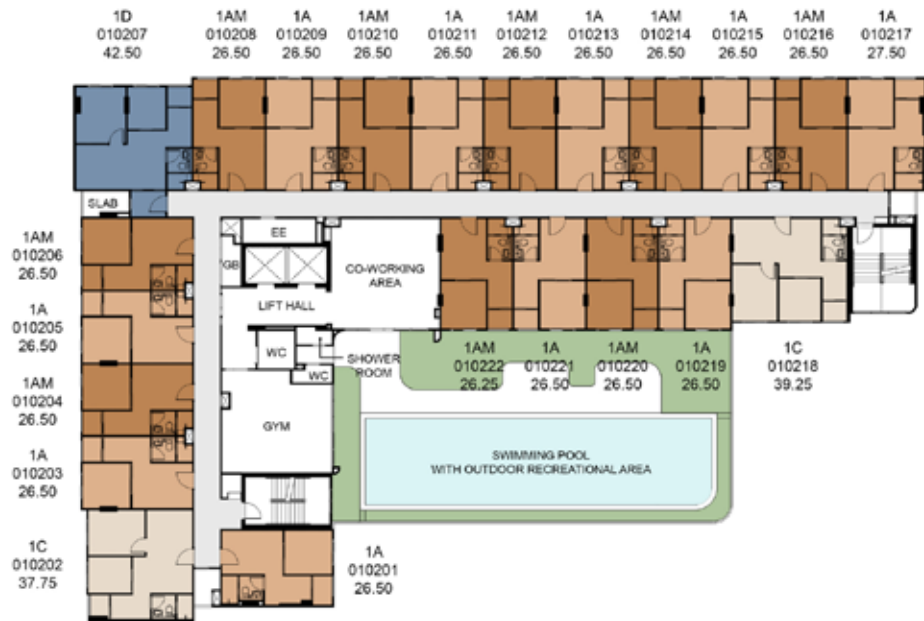 1D
010207
42.50
1AM
010208
26.50
1A
010209
26.50
1AM
010210
26.50
1A
010211
26.50
1AM
010212
26.50
1A
010213
26.50
1AM
010214
26.50
1A
010215
26.50
1AM
010216
26.50
1A
010217
27.50
SLAB
EE
GB
CO-WORKING
AREA
LIFT HALL
WC
SHOWER
ROOM
WC
GYM
1AM
010206
26.50
1A
010205
26.50
1AM
010204
26.50
1A
010203
26.50
1C
010202
37.75
1AM
010222
26.25
1A
010221
26.50
1AM
010220
26.50
1A
010219
26.50
1C
010218
39.25
SWIMMING POOL
WITH OUTDOOR RECREATIONAL AREA
1A
010201
26.50